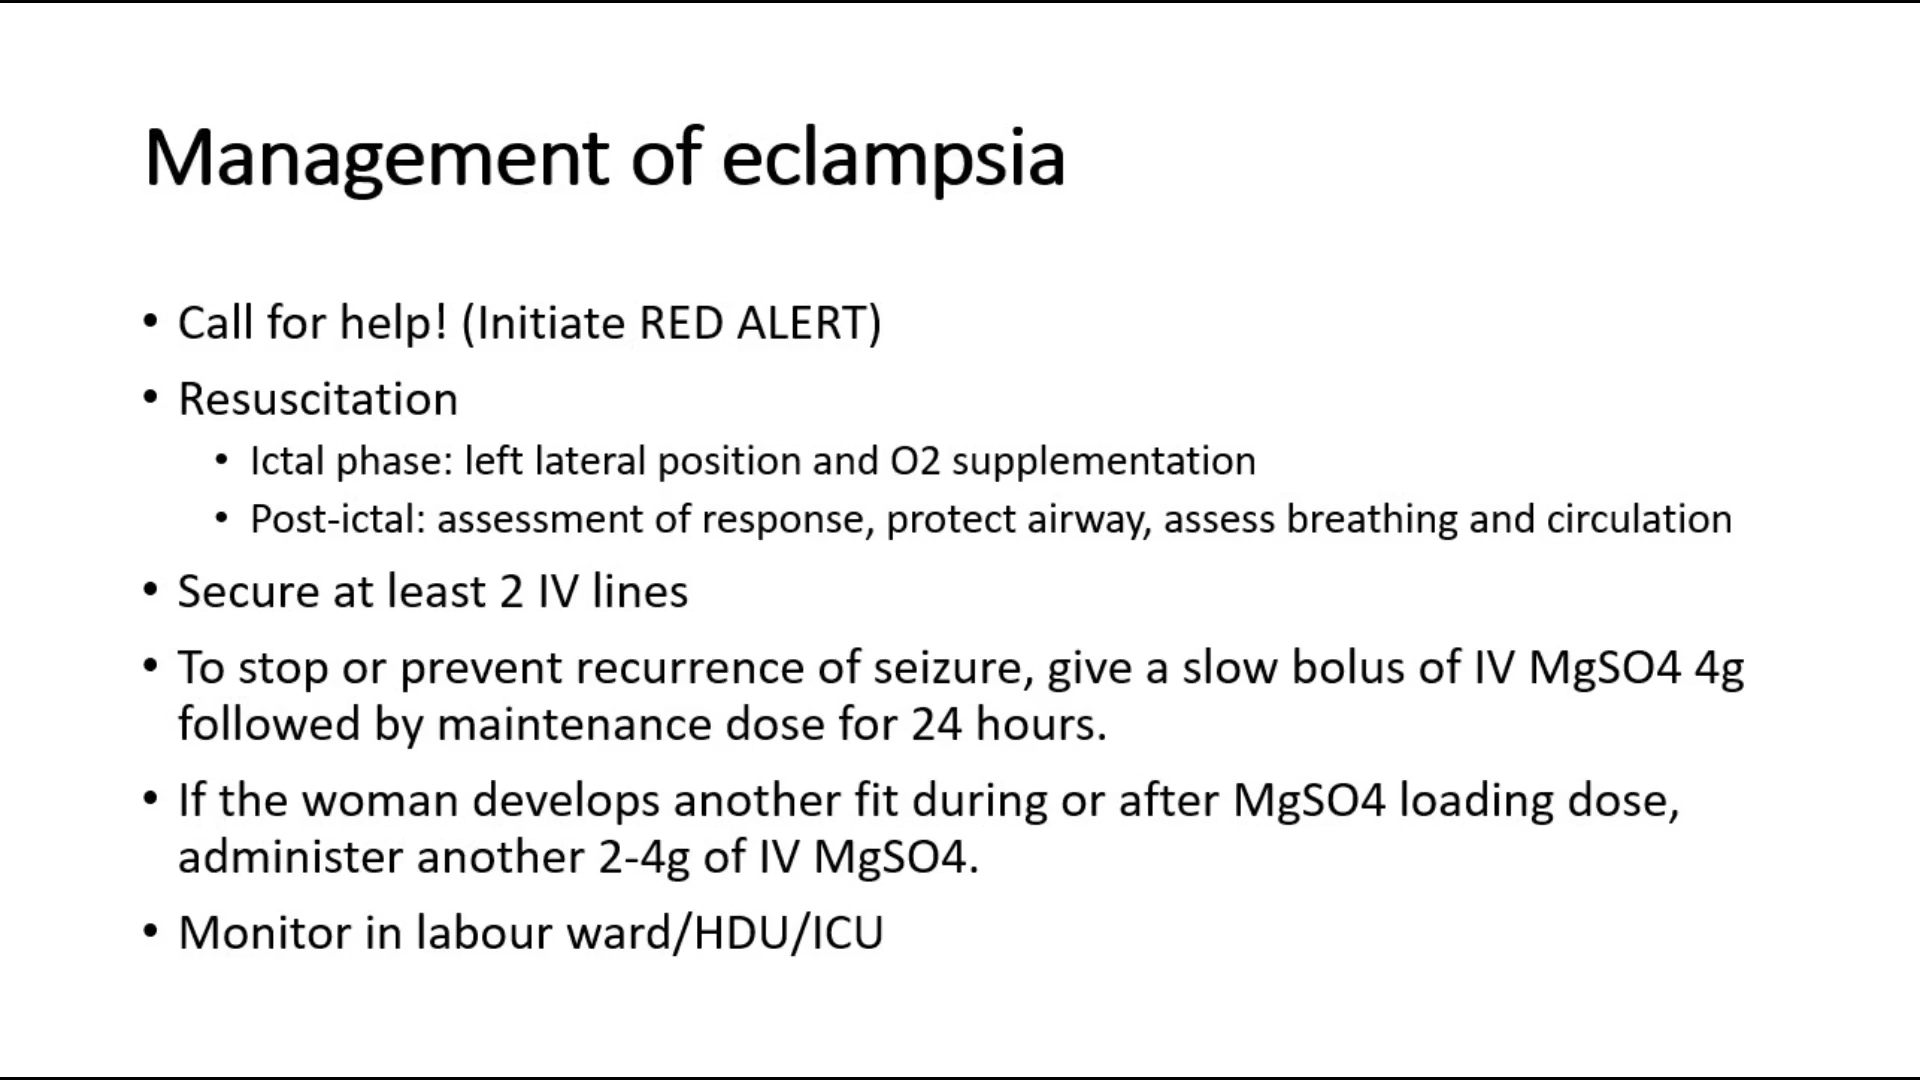 Management of eclampsia
• Call for help! (Initiate RED ALERT)
• Resuscitation
• Ictal phase: left lateral position and O2 supplementation
• Post-ictal: assessment of response, protect airway, assess breathing and circulation
• Secure at least 2 IV lines
• To stop or prevent recurrence of seizure, give a slow bolus of IV MgSO4 4g
followed by maintenance dose for 24 hours.
• If the woman develops another fit during or after MgSO4 loading dose,
administer another 2-4g of IV MgSO4.
• Monitor in labour ward/HDU/ICU